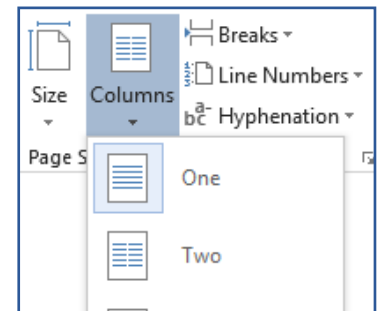 Breaks
Line Numbers
Size Columns
Hyphenation
Page S
One
Two